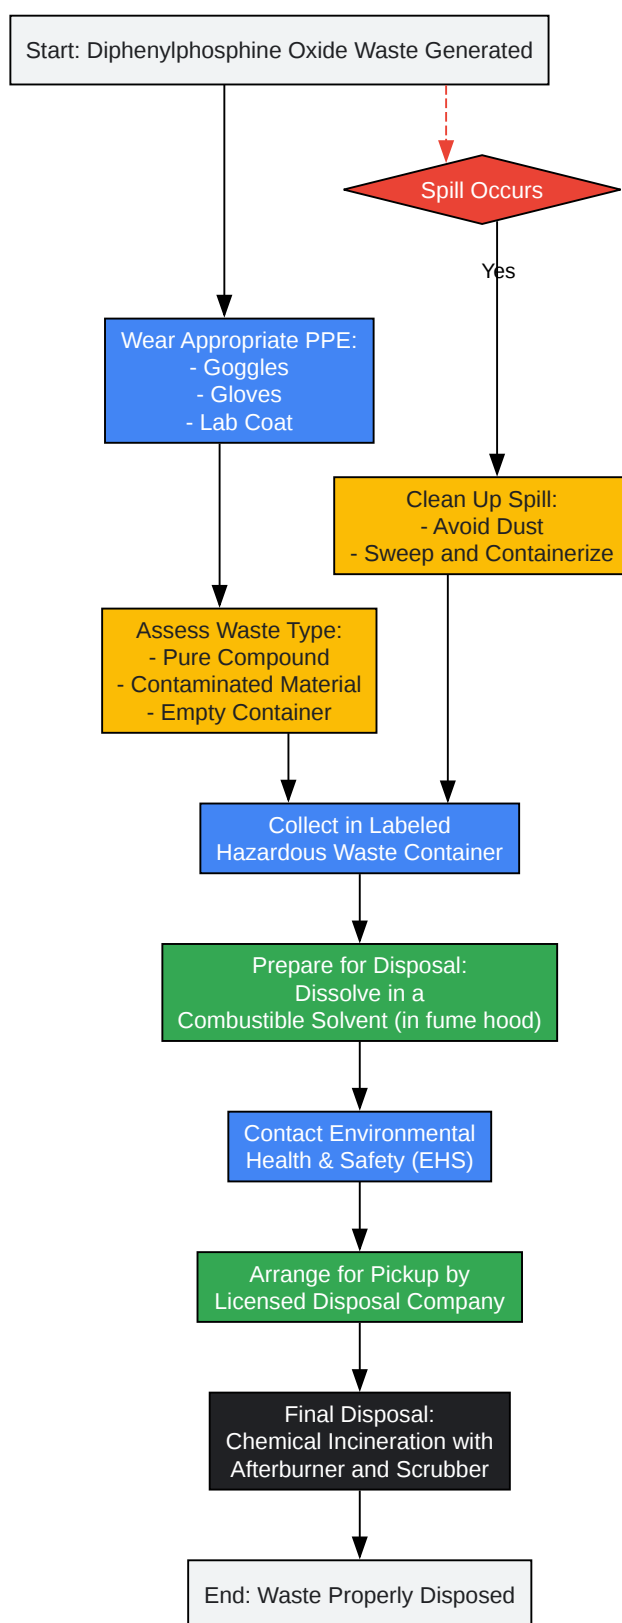 Start: Diphenylphosphine Oxide Waste Generated
Spill Occurs
Yes
Wear Appropriate PPE:
- Goggles
- Gloves
- Lab Coat
Clean Up Spill:
- Avoid Dust
- Sweep and Containerize
Assess Waste Type:
- Pure Compound
- Contaminated Material
- Empty Container
Collect in Labeled
Hazardous Waste Container
Prepare for Disposal:
Dissolve in a
Combustible Solvent (in fume hood)
Contact Environmental
Health & Safety (EHS)
Arrange for Pickup by
Licensed Disposal Company
Final Disposal:
Chemical Incineration with
Afterburner and Scrubber
End: Waste Properly Disposed